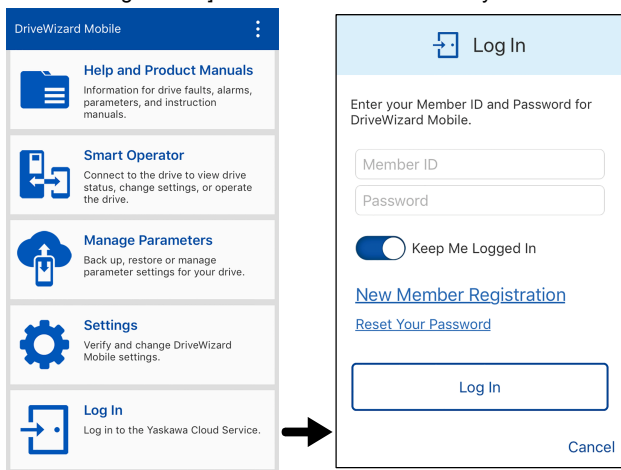 DriveWizard Mobile
Help and Product Manuals
Information for drive faults, alarms,
parameters, and instruction
manuals.
Smart Operator
Connect to the drive to view drive
status, change settings, or operate
the drive.
Manage Parameters
Back up, restore or manage
parameter settings for your drive.
Settings
Verify and change DriveWizard
Mobile settings.
Log In
Log in to the Yaskawa Cloud Service.
Log In
Enter your Member ID and Password for
DriveWizard Mobile.
Member ID
Password
Keep Me Logged In
New Member Registration
Reset Your Password
Log In
Cancel